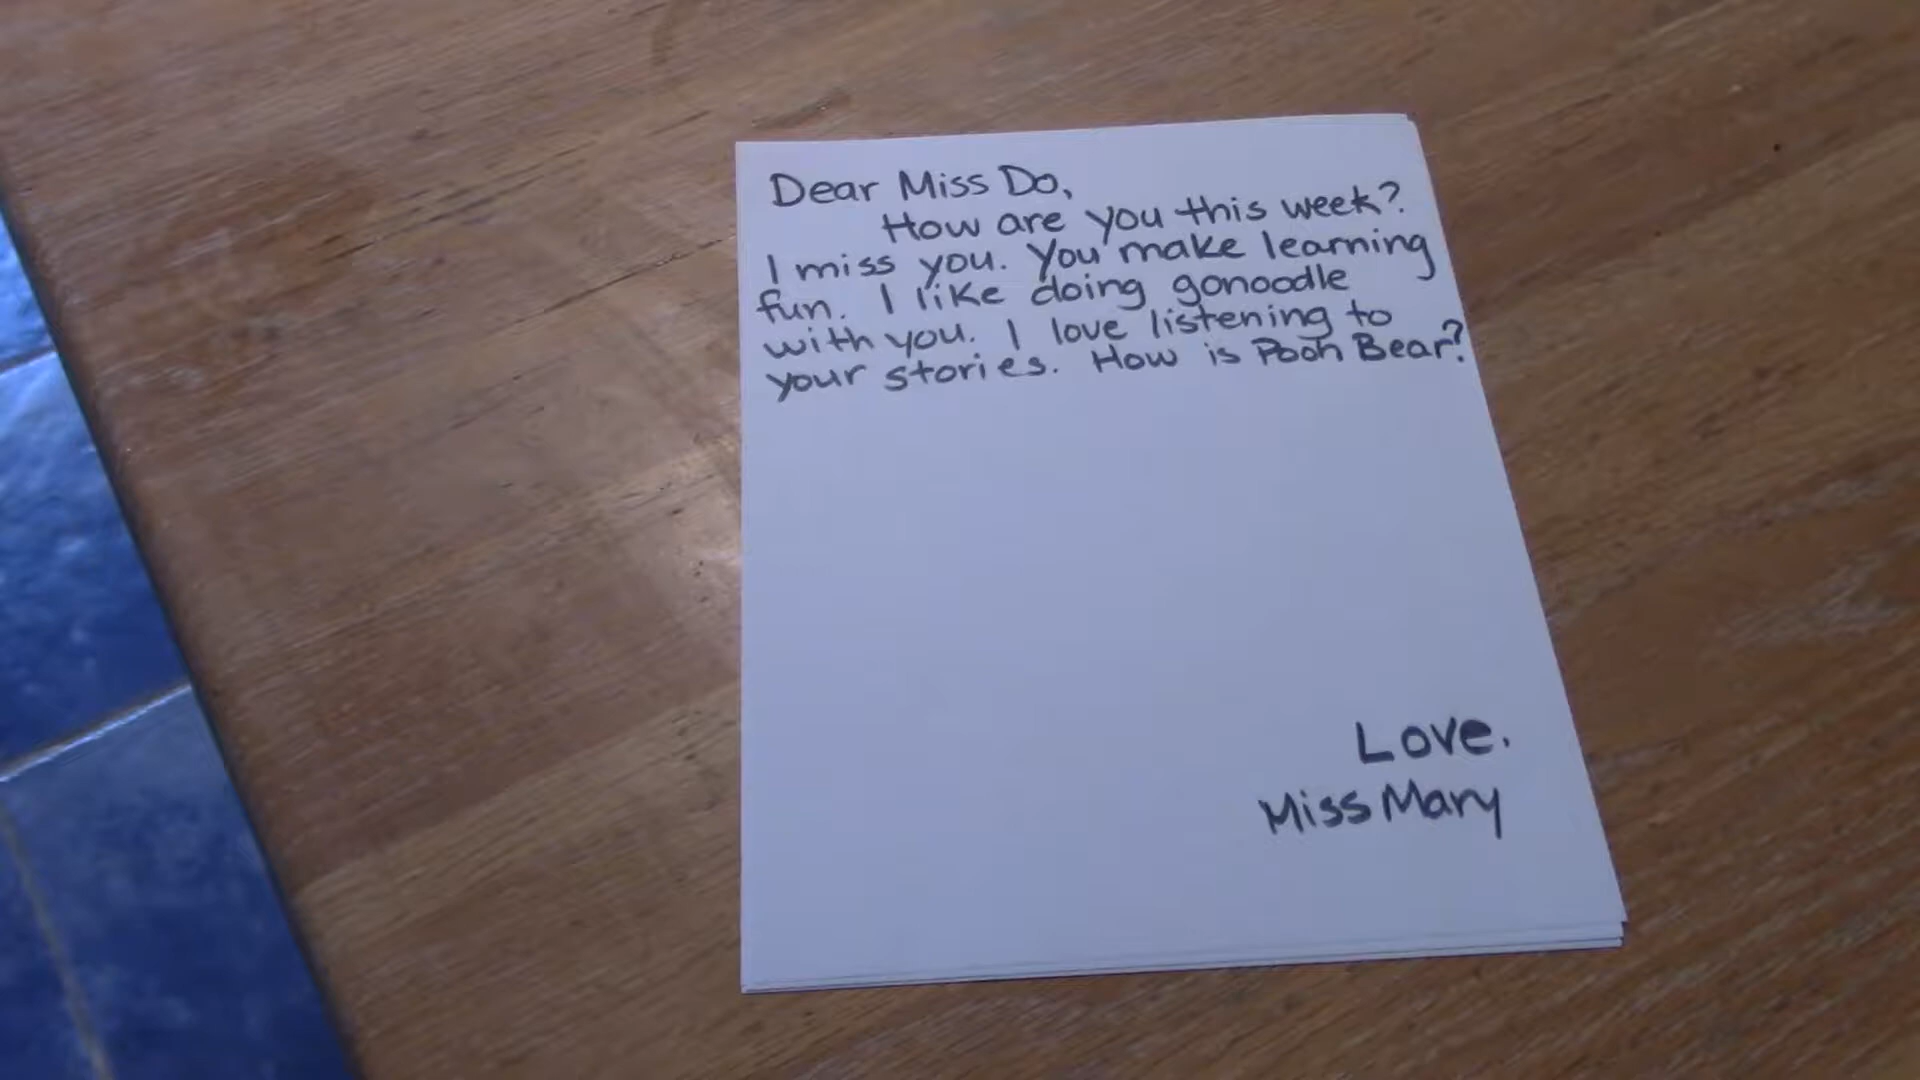 Dear Miss Do,
How are you this week?
I miss you. You make learning
fun. I like doing gonoodle
with you. I love listening to
your stories. How is Pooh Bear?
Love.
Miss Mary